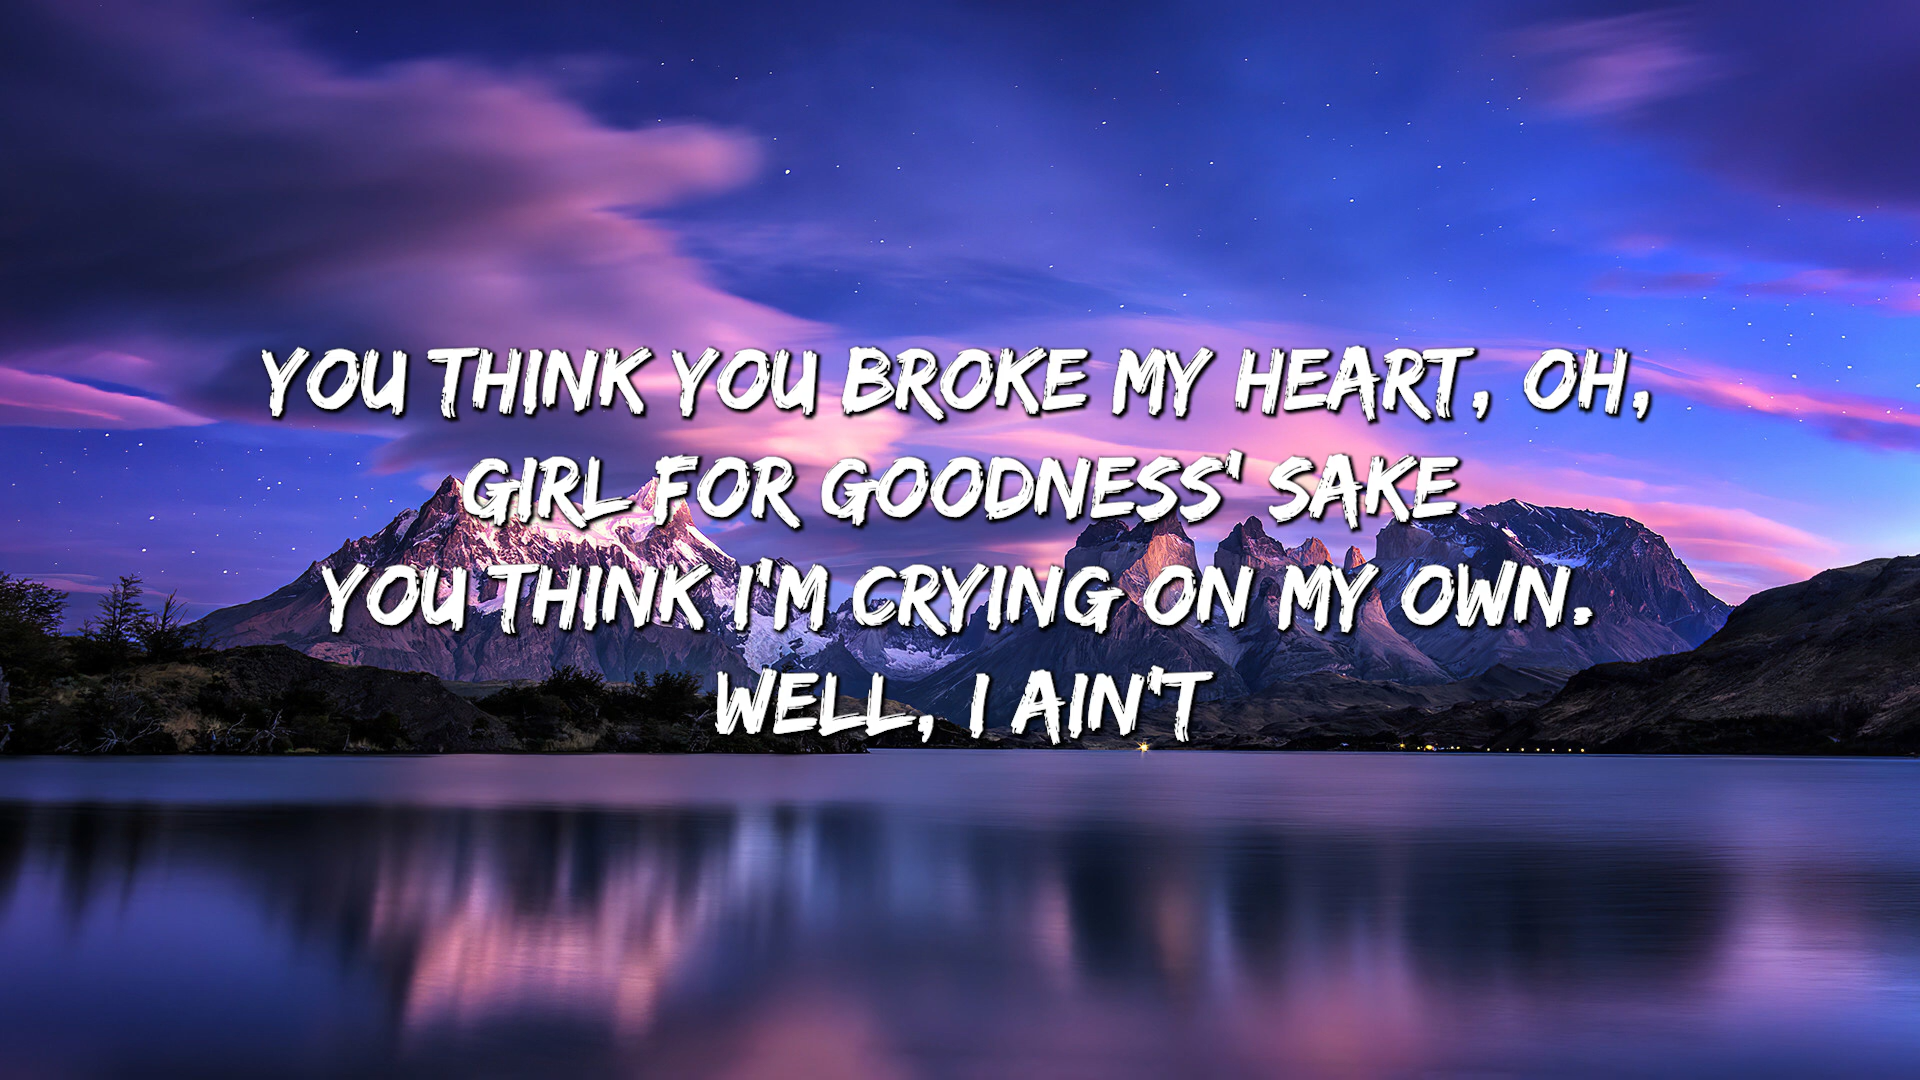 YOU THINK YOU BROKE MY HEART, OH,
GIRL FOR GOODNESS' SAKE
YOU THINK I'M CRYING ON MY OWN.
WELL, I AIN'T